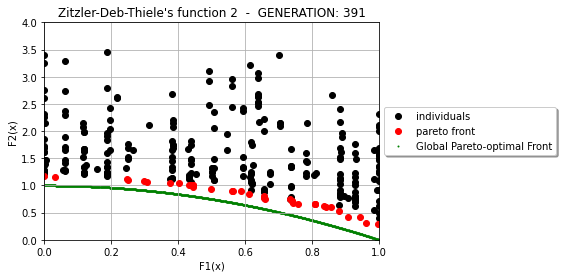 Zitzler-Deb-Thiele's function 2 - GENERATION: 391
4.0
3.5
3.0
2.5
2.0
1.5
1.0
0.5
0.0
F2(x)
0.0 0.2 0.4 0.6 0.8 1.0
F1(x)
individuals
pareto front
Global Pareto-optimal Front